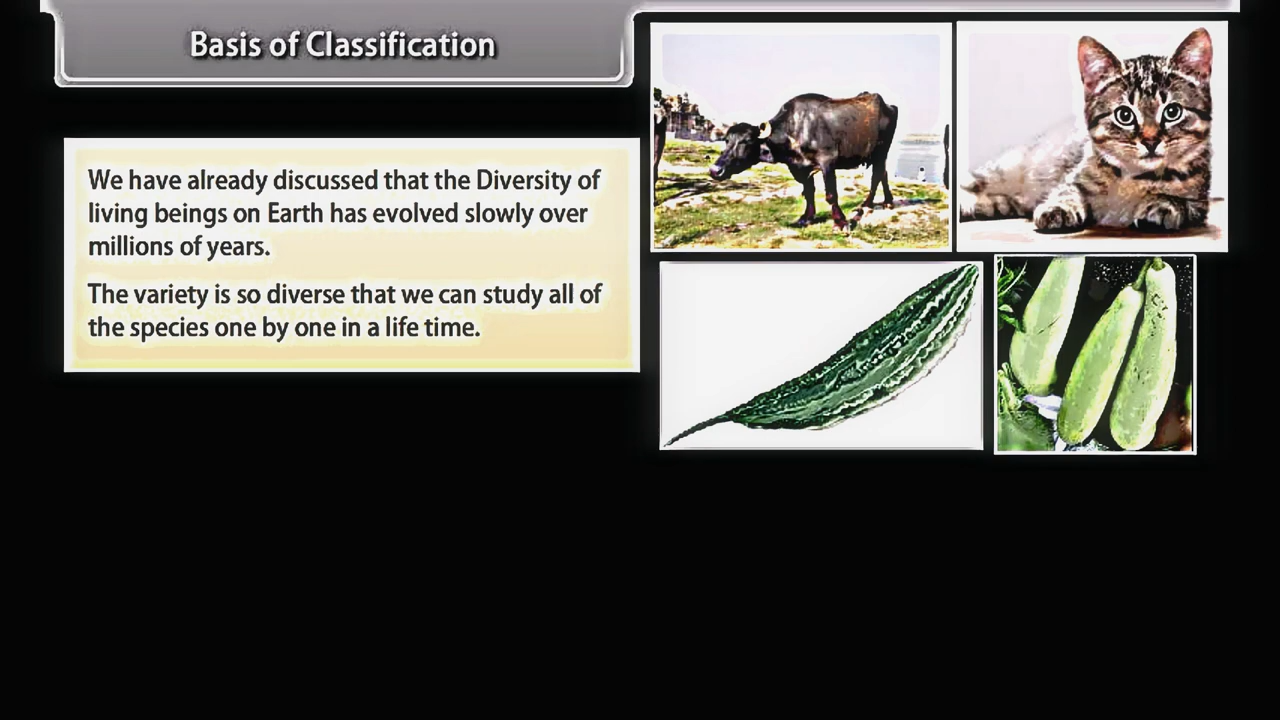 Basis of Classification
We have already discussed that the Diversity of
living beings on Earth has evolved slowly over
millions of years.
The variety is so diverse that we can study all of
the species one by one in a life time.